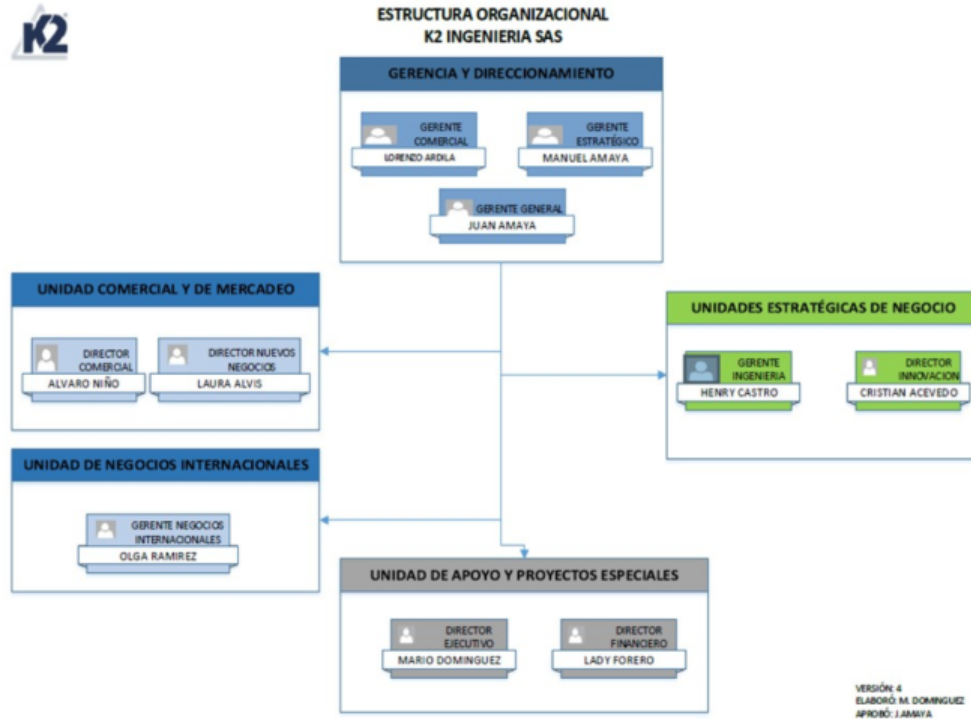 K2
ESTRUCTURA ORGANIZACIONAL
K2 INGENIERIA SAS
GERENCIA Y DIRECCIONAMIENTO
GERENTE
COMERCIAL
LORENZO ARDILA
GERENTE
ESTRATÉGICO
MANUEL AMAYA
GERENTE GENERAL
JUAN AMAYA
UNIDAD COMERCIAL Y DE MERCADEO
DIRECTOR
COMERCIAL
ALVARO NIÑO
DIRECTOR NUEVOS
NEGOCIOS
LAURA ALVIS
UNIDADES ESTRATÉGICAS DE NEGOCIO
GERENTE
INGENIERIA
HENRY CASTRO
DIRECTOR
INNOVACION
CRISTIAN ACEVEDO
UNIDAD DE NEGOCIOS INTERNACIONALES
GERENTE NEGOCIOS
INTERNACIONALES
OLGA RAMIREZ
UNIDAD DE APOYO Y PROYECTOS ESPECIALES
DIRECTOR
EJECUTIVO
MARIO DOMINGUEZ
DIRECTOR
FINANCIERO
LADY FORERO
VERSIÓN: 4
ELABORÓ: M. DOMINGUEZ
APROBÓ: J.AMAYA